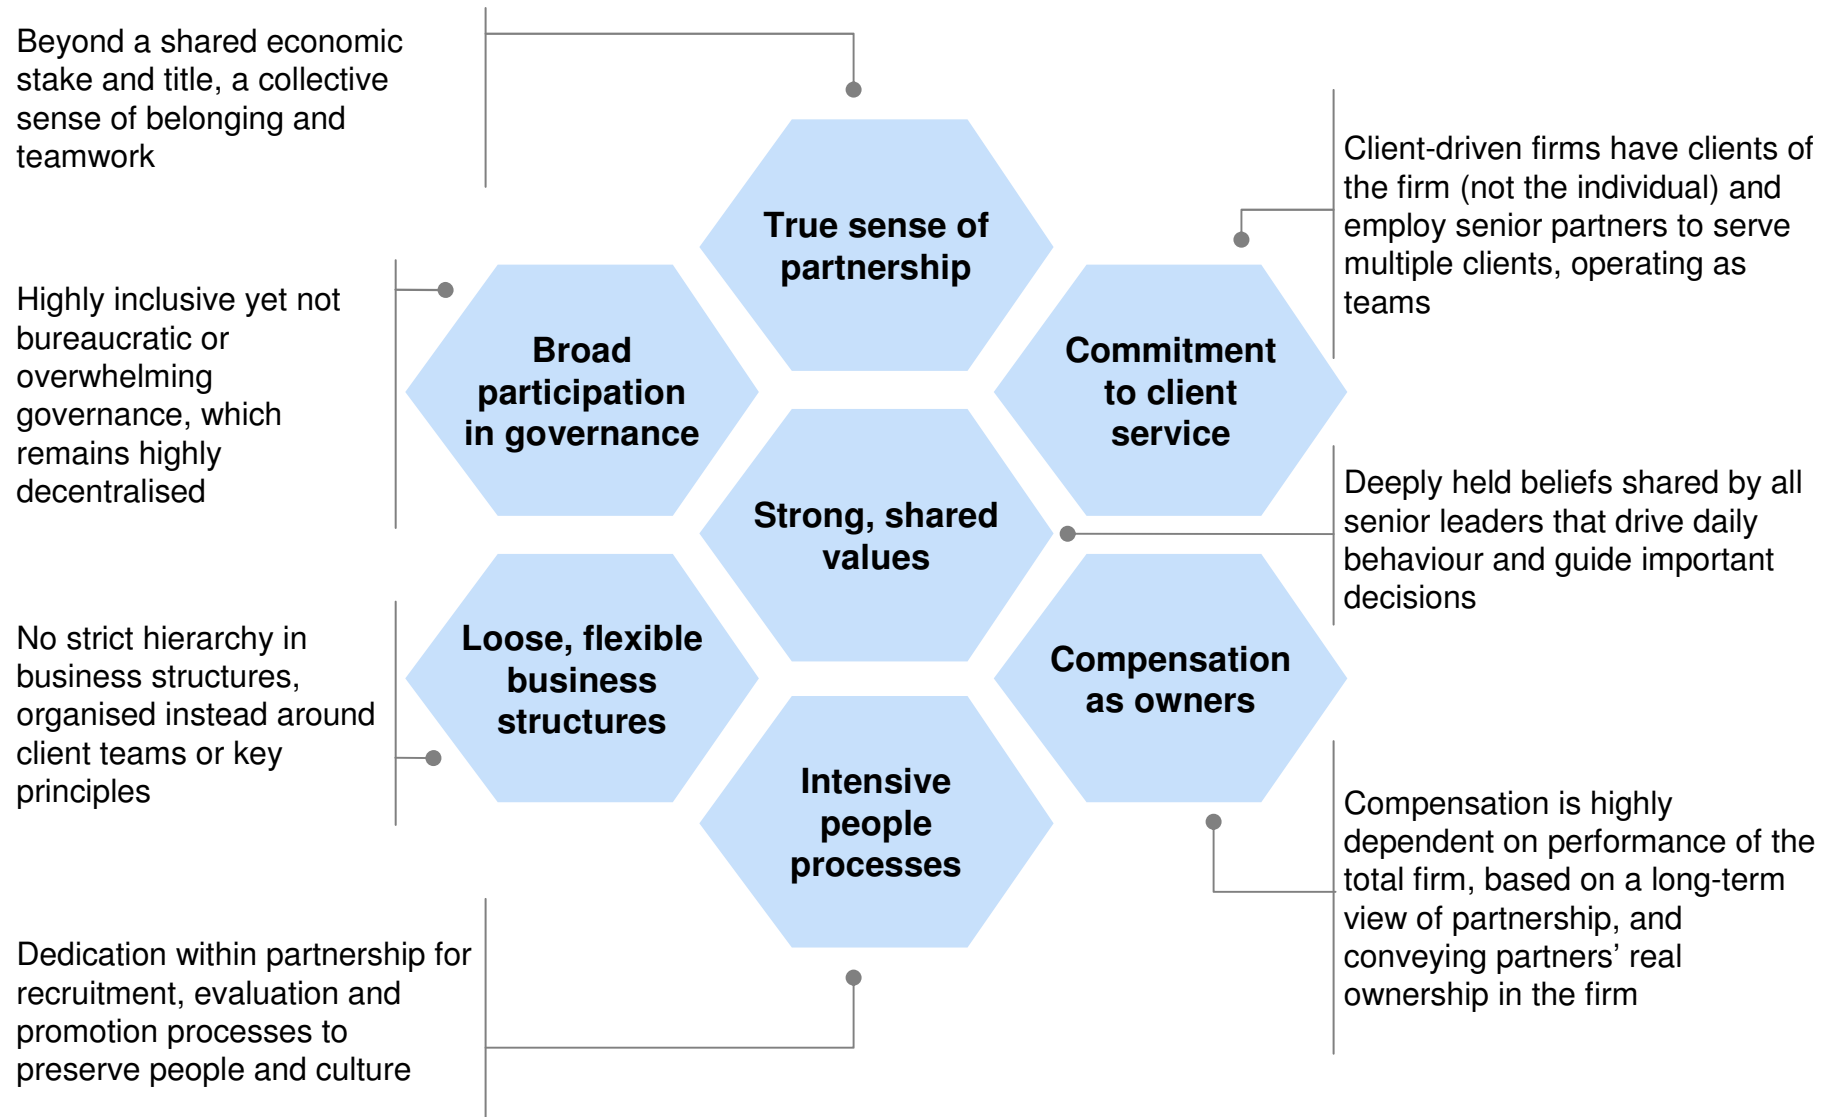 Beyond a shared economic
stake and title, a collective
sense of belonging and
teamwork
True sense of
partnership
Client-driven firms have clients of
the firm (not the individual) and
employ senior partners to serve
multiple clients, operating as
teams
Highly inclusive yet not
bureaucratic or
overwhelming
governance, which
remains highly
decentralised
Broad
participation
in governance
Commitment
to client
service
Strong, shared
values
Deeply held beliefs shared by all
senior leaders that drive daily
behaviour and guide important
decisions
No strict hierarchy in
business structures,
organised instead around
client teams or key
principles
Loose, flexible
business
structures
Compensation
as owners
Intensive
people
processes
Compensation is highly
dependent on performance of the
total firm, based on a long-term
view of partnership, and
conveying partners’ real
ownership in the firm
Dedication within partnership for
recruitment, evaluation and
promotion processes to
preserve people and culture